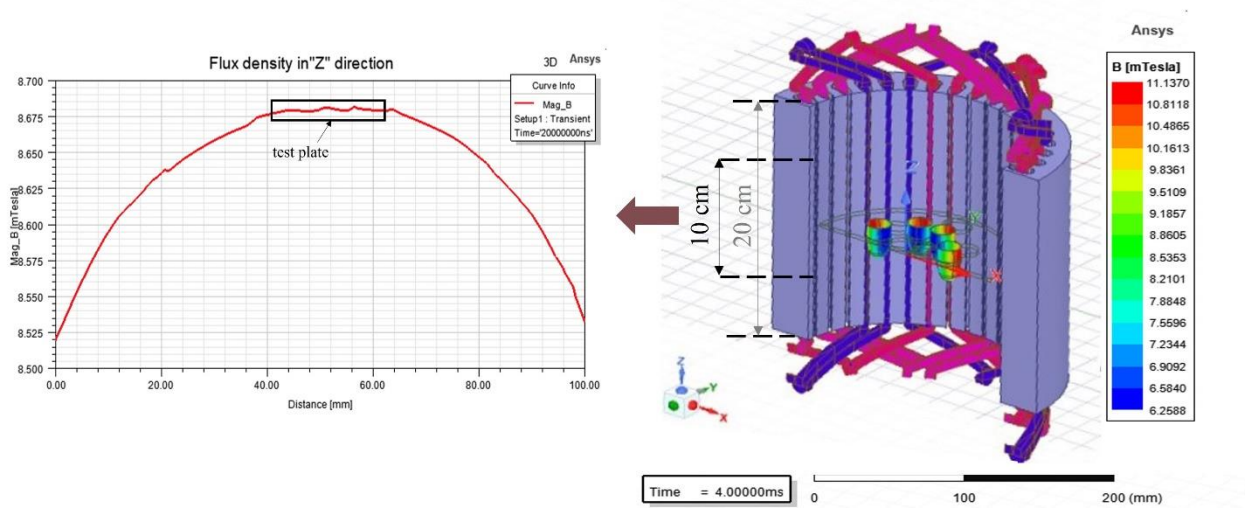 Flux density in"Z" direction
3D Ansys
Curve Info
Mag_B
Setup1 : Transient
Time='20000000ns'
test plate
Mag_B [mTesla]
8.700
8.675
8.650
8.625
8.600
8.575
8.550
8.525
8.500
0.00 20.00 40.00 60.00 80.00 100.00
Distance [mm]
10 cm
20 cm
Z
Y
X
Z
Y
X
Ansys
B [mTesla]
11.1370
10.8118
10.4865
10.1613
9.8361
9.5109
9.1857
8.8605
8.5353
8.2101
7.8848
7.5596
7.2344
6.9092
6.5840
6.2588
Time = 4.00000ms
0 100 200 (mm)